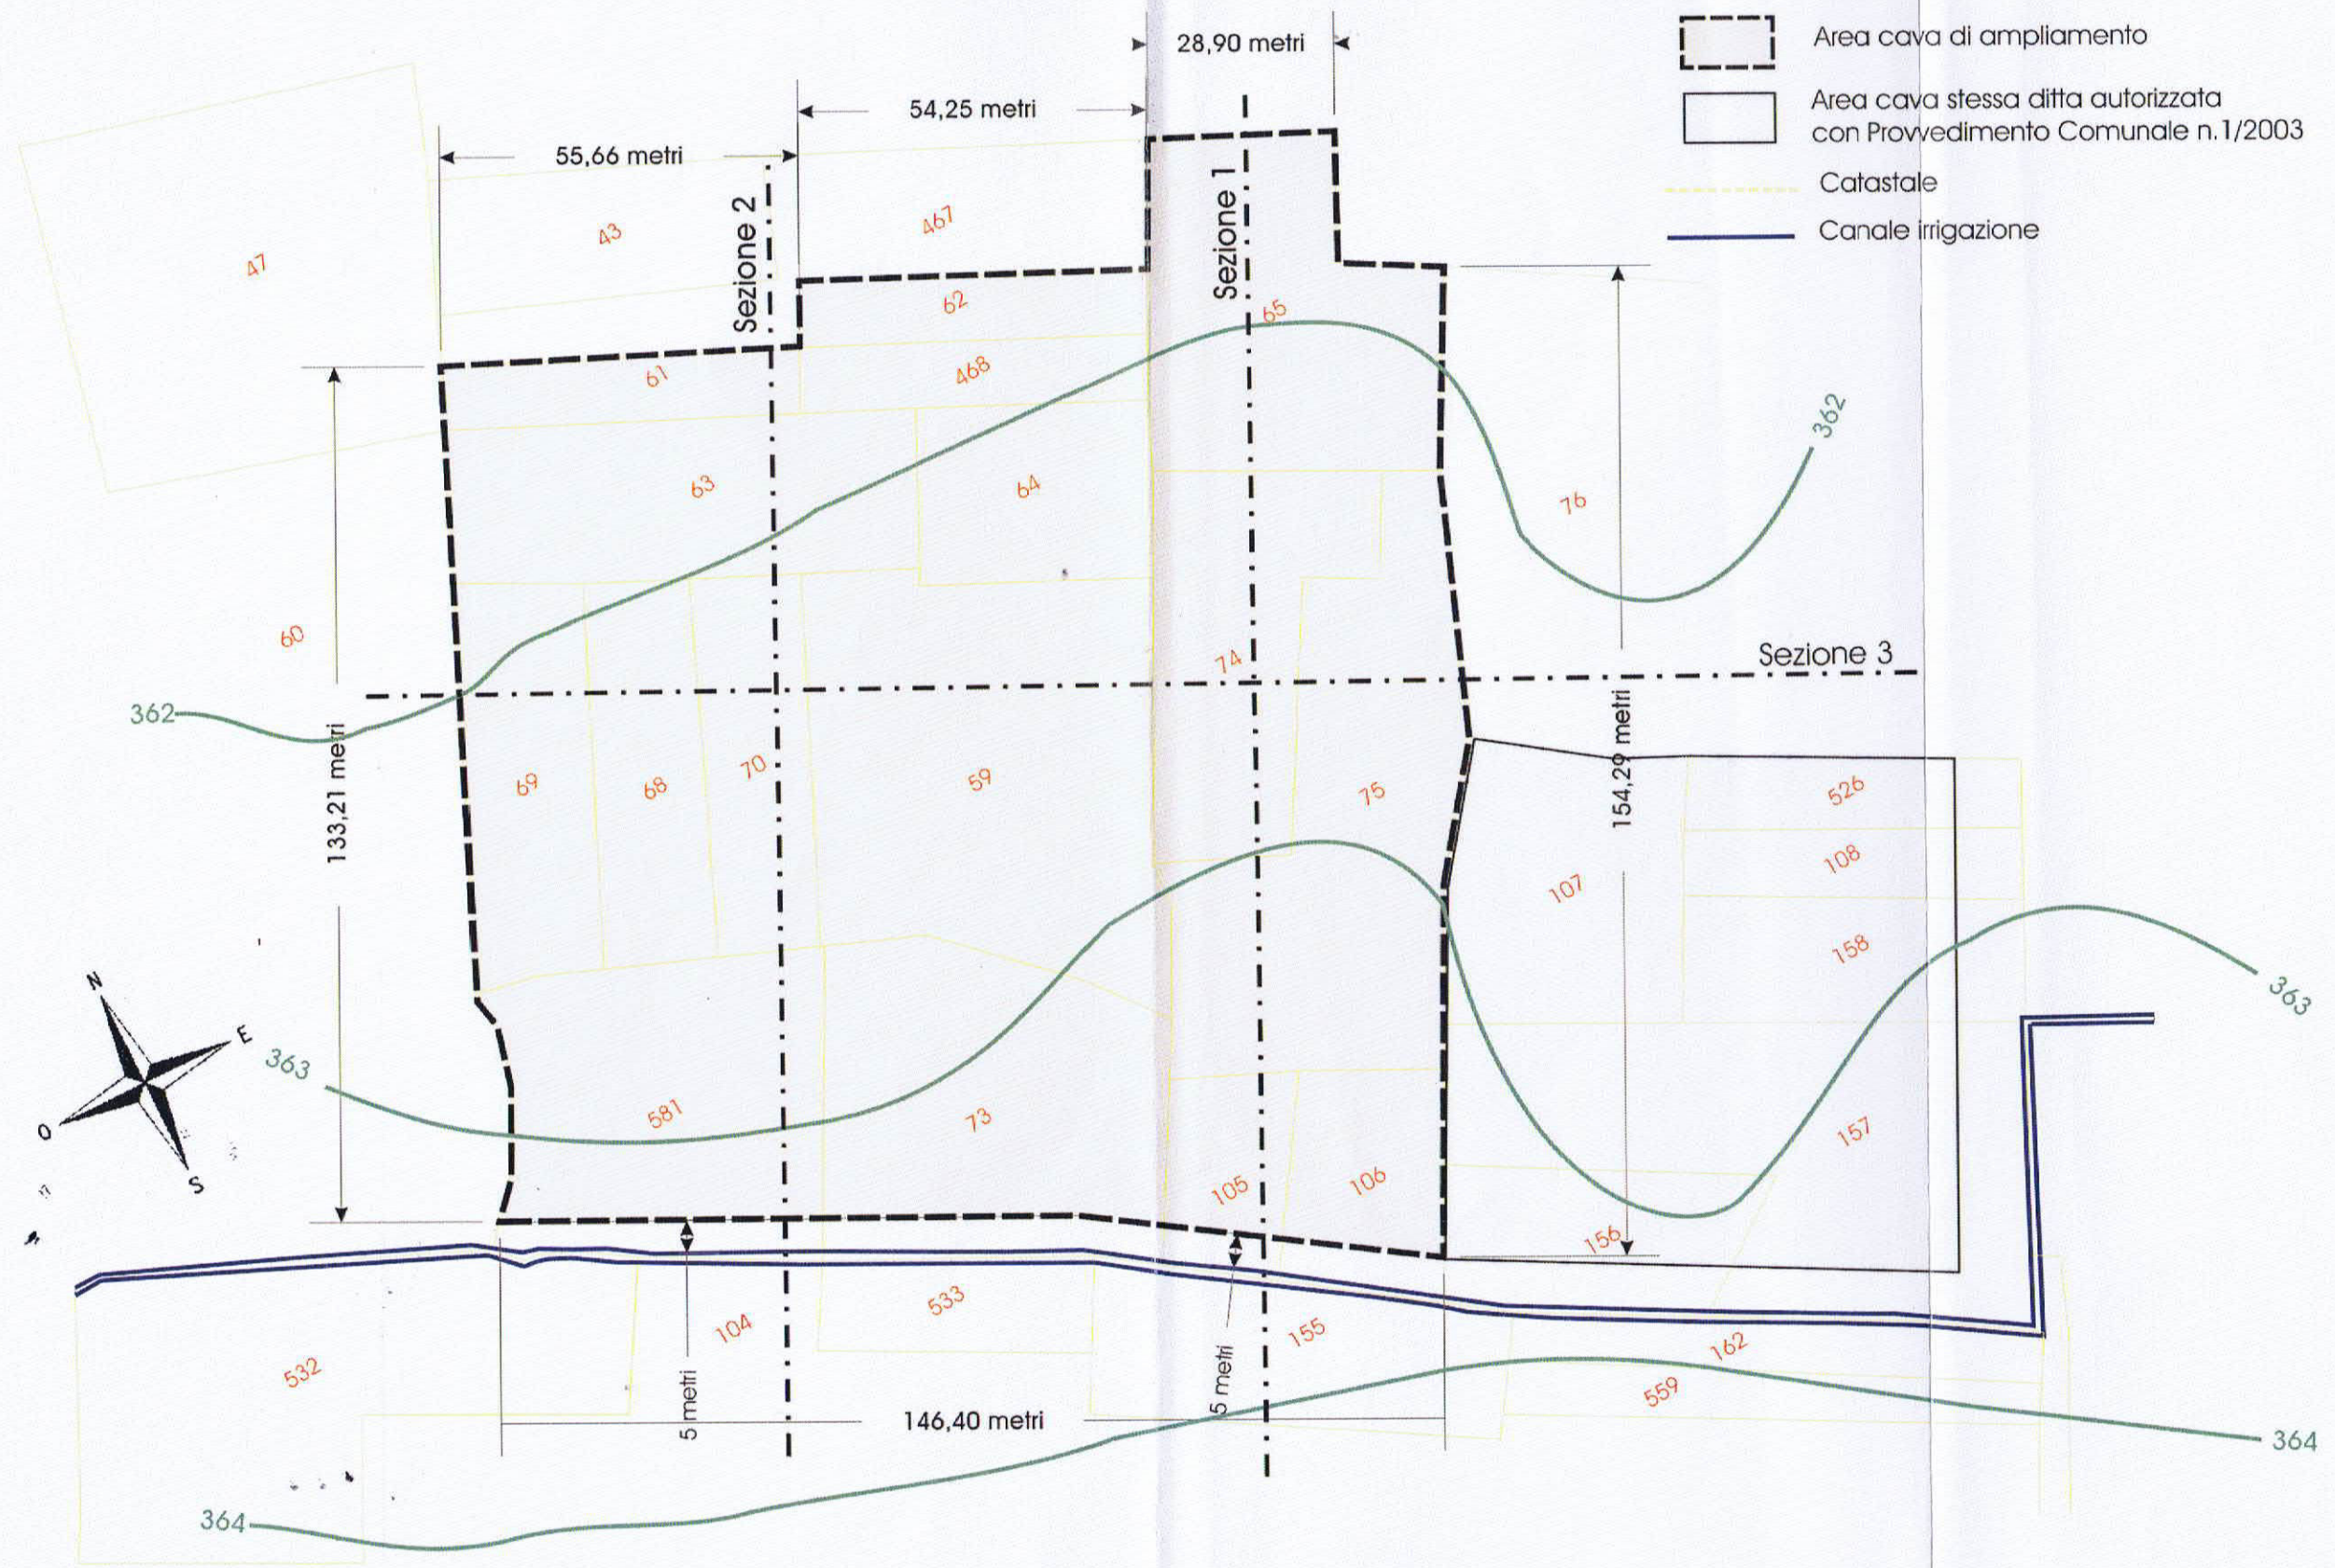 28,90 metri
54,25 metri
55,66 metri
Area cava di ampliamento
Area cava stessa ditta autorizzata
con Provvedimento Comunale n.1/2003
Catastale
Canale irrigazione
Sezione 2
Sezione 1
47
43
467
62
65
61
468
63
64
76
362
60
74
Sezione 3
362
133,21 metri
154,29 metri
69
68
70
59
75
526
108
107
158
363
N
E
O
S
363
581
73
105
106
157
156
532
104
533
155
162
559
5 metri
5 metri
146,40 metri
364
364